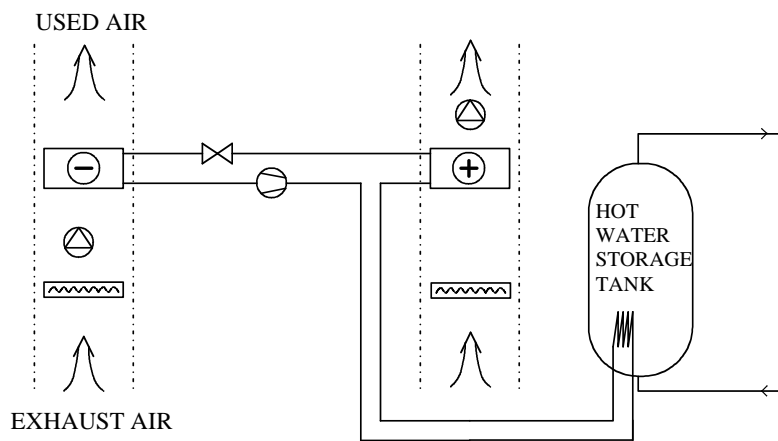 USED AIR
HOT
WATER
STORAGE
TANK
EXHAUST AIR